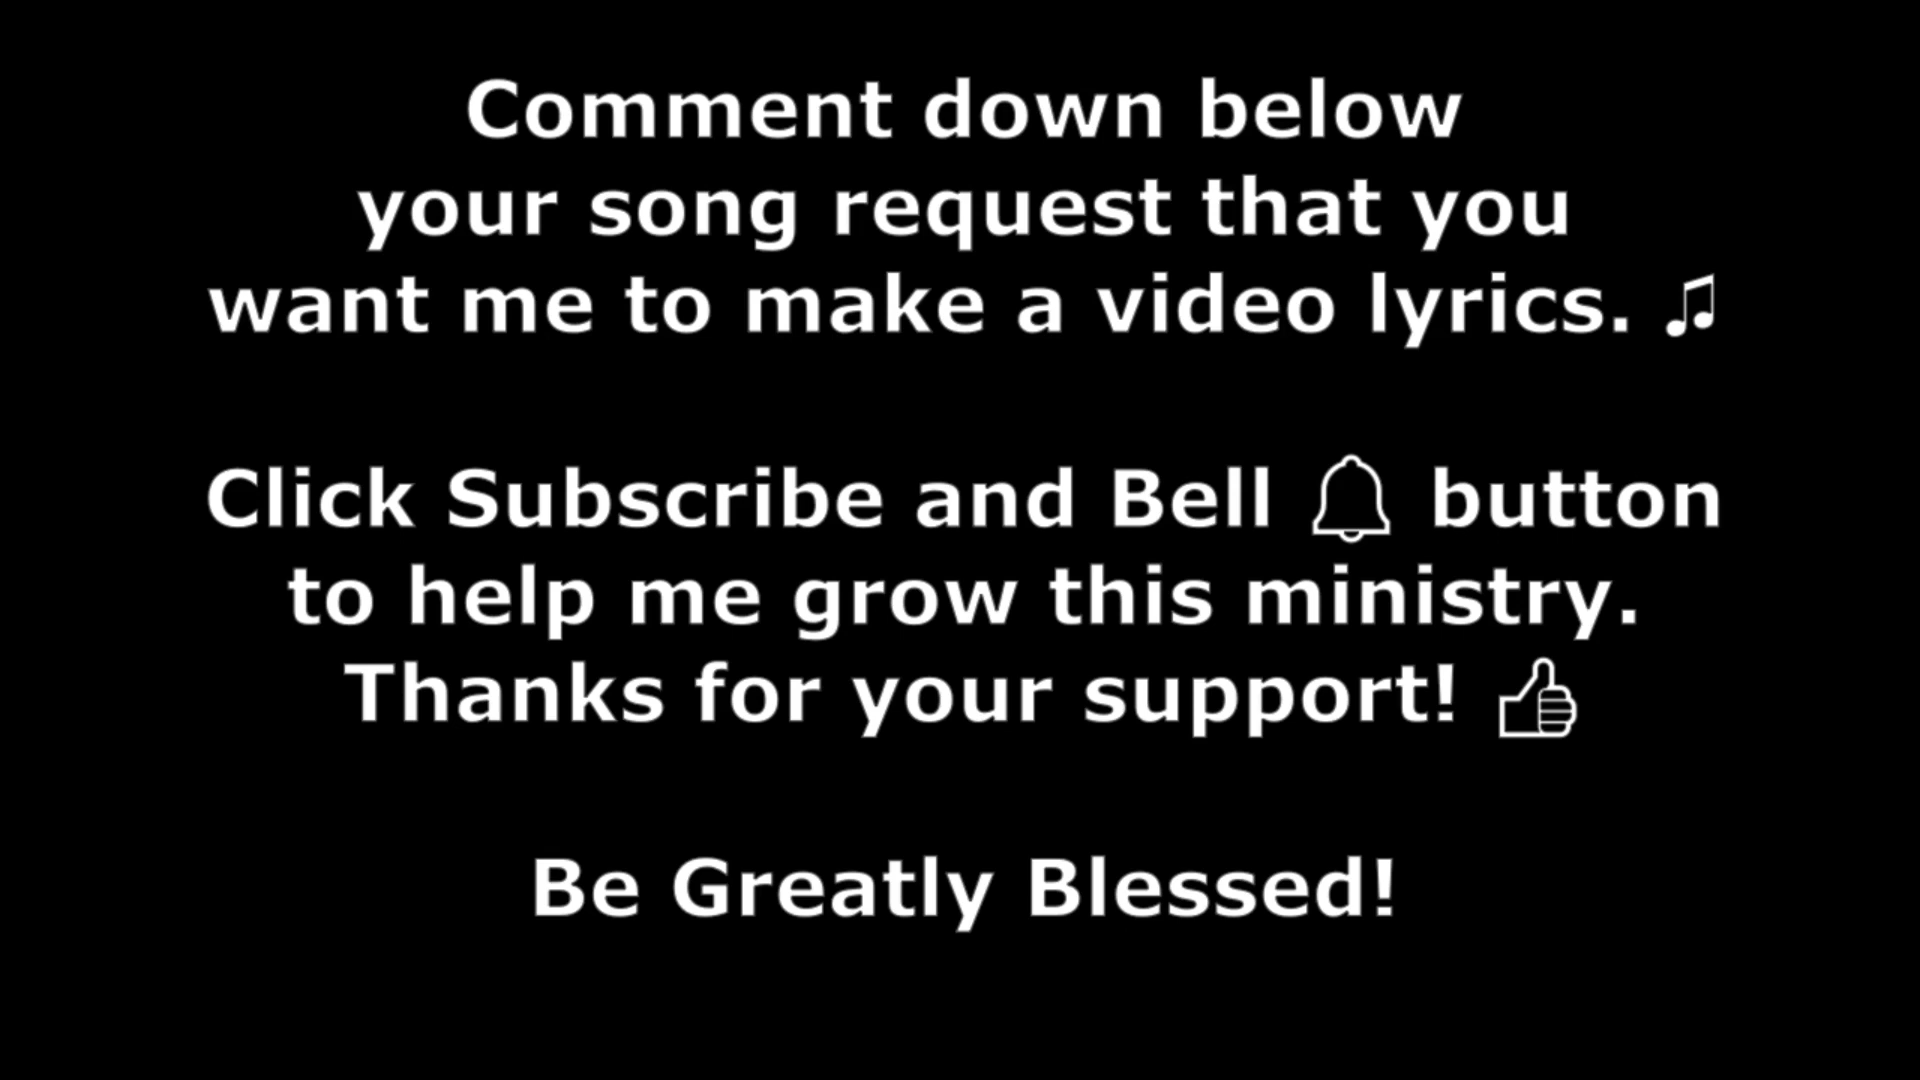 Comment down below
your song request that you
want me to make a video lyrics. ♫
Click Subscribe and Bell 🔔 button
to help me grow this ministry.
Thanks for your support! 👍
Be Greatly Blessed!